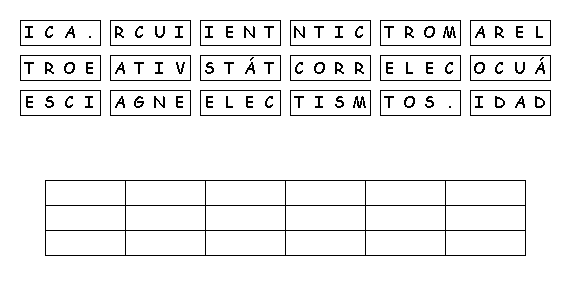 ICA. RCUI IENT NTIC TROM AREL
TROE ATIV STÁT CORR ELEC OCUÁ
ESCI AGNE ELEC TISM TOS. IDAD